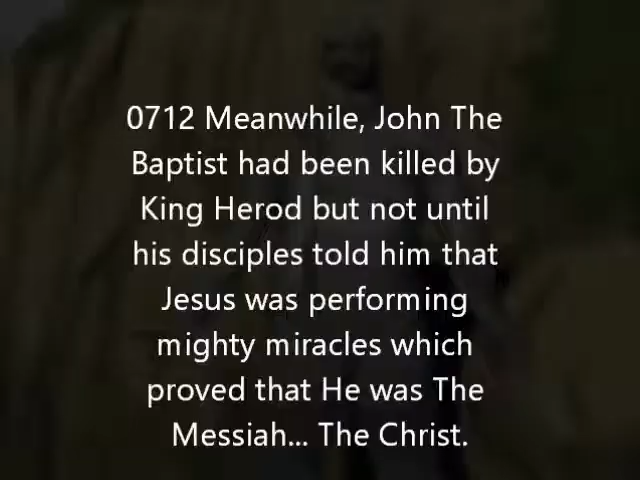 0712 Meanwhile, John The
Baptist had been killed by
King Herod but not until
his disciples told him that
Jesus was performing
mighty miracles which
proved that He was The
Messiah... The Christ.